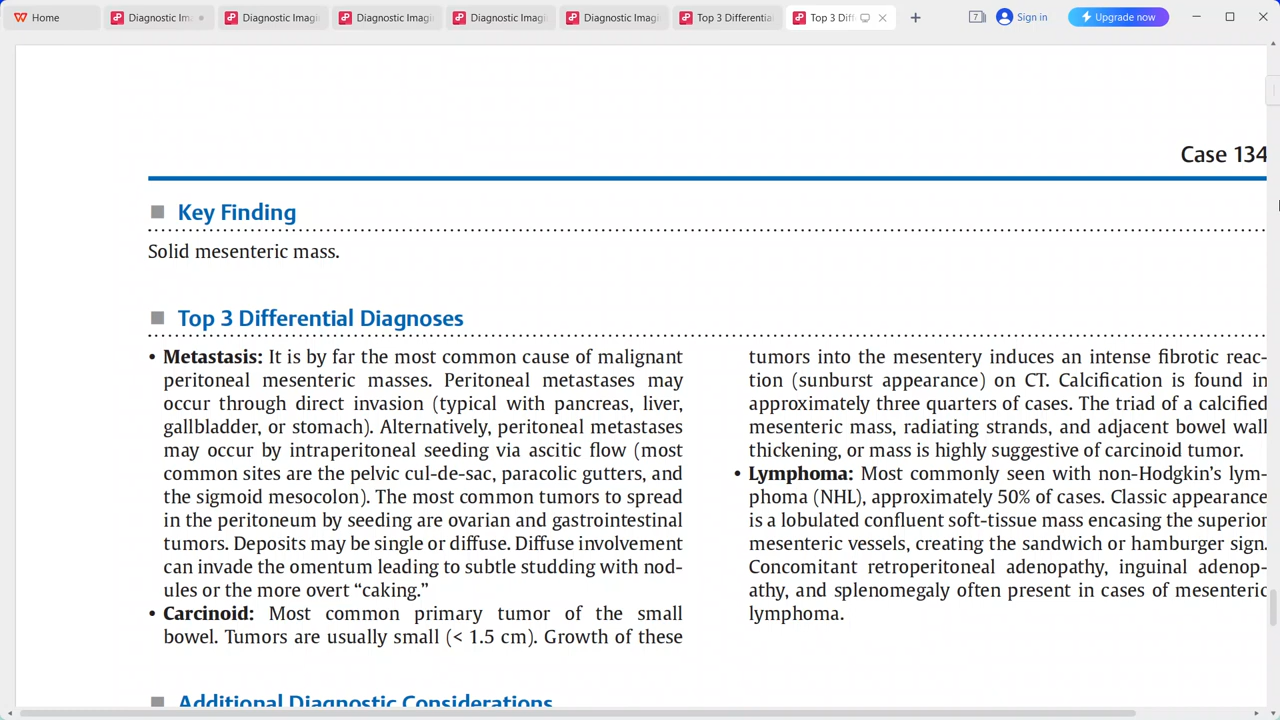 Home
Diagnostic Im
Diagnostic Imagi
Diagnostic Imagi
Diagnostic Imagi
Diagnostic Imagi
Top 3 Differential
Top 3 Diff
7
Sign in
Upgrade now
Case 134
Key Finding
Solid mesenteric mass.
Top 3 Differential Diagnoses
• Metastasis: It is by far the most common cause of malignant
peritoneal mesenteric masses. Peritoneal metastases may
occur through direct invasion (typical with pancreas, liver,
gallbladder, or stomach). Alternatively, peritoneal metastases
may occur by intraperitoneal seeding via ascitic flow (most
common sites are the pelvic cul-de-sac, paracolic gutters, and
the sigmoid mesocolon). The most common tumors to spread
in the peritoneum by seeding are ovarian and gastrointestinal
tumors. Deposits may be single or diffuse. Diffuse involvement
can invade the omentum leading to subtle studding with nod-
ules or the more overt “caking.”
• Carcinoid: Most common primary tumor of the small
bowel. Tumors are usually small (< 1.5 cm). Growth of these
tumors into the mesentery induces an intense fibrotic reac-
tion (sunburst appearance) on CT. Calcification is found in
approximately three quarters of cases. The triad of a calcified
mesenteric mass, radiating strands, and adjacent bowel wall
thickening, or mass is highly suggestive of carcinoid tumor.
• Lymphoma: Most commonly seen with non-Hodgkin’s lym-
phoma (NHL), approximately 50% of cases. Classic appearance
is a lobulated confluent soft-tissue mass encasing the superior
mesenteric vessels, creating the sandwich or hamburger sign.
Concomitant retroperitoneal adenopathy, inguinal adenop-
athy, and splenomegaly often present in cases of mesenteric
lymphoma.
Additional Diagnostic Considerations